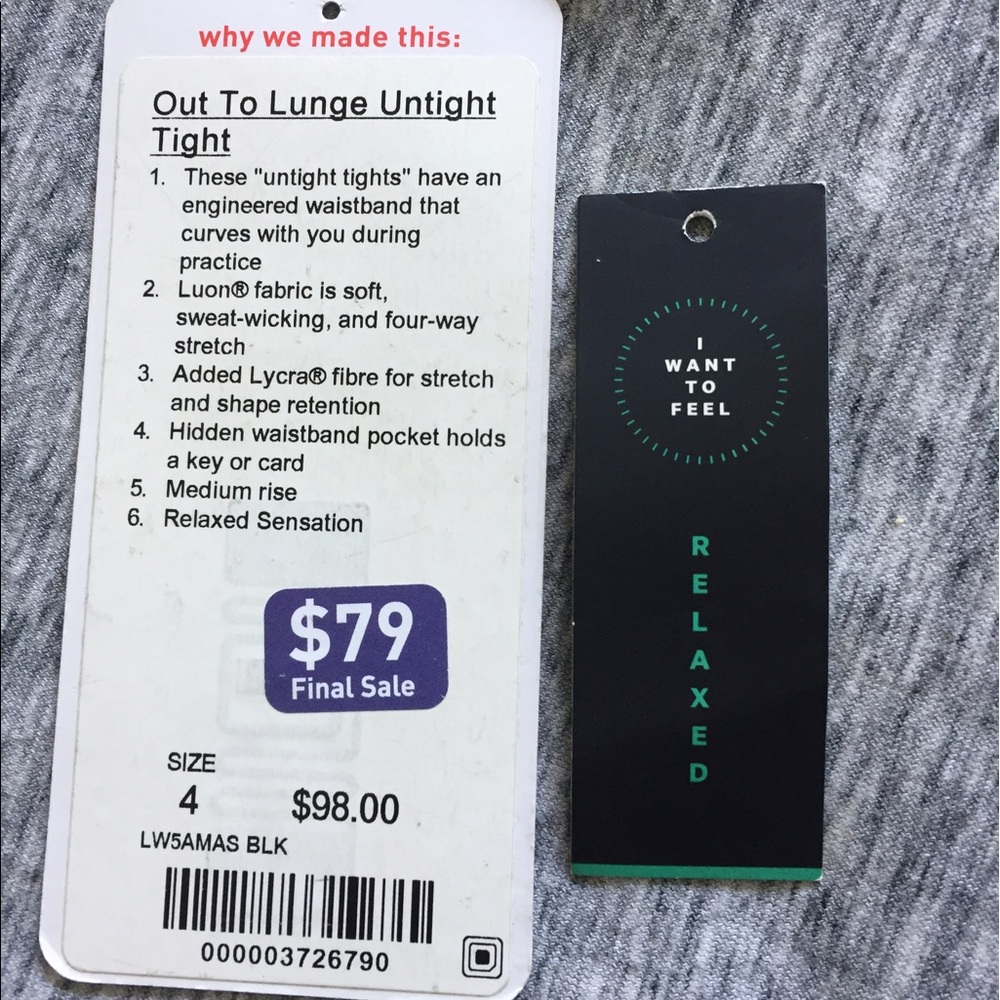 why we made this:
Out To Lunge Untight
Tight
1. These "untight tights" have an
engineered waistband that
curves with you during
practice
2. Luon® fabric is soft,
sweat-wicking, and four-way
stretch
3. Added Lycra® fibre for stretch
and shape retention
4. Hidden waistband pocket holds
a key or card
5. Medium rise
6. Relaxed Sensation
$79
Final Sale
SIZE
4 $98.00
LW5AMAS BLK
000003726790
I
WANT
TO
FEEL
R
E
L
A
X
E
D